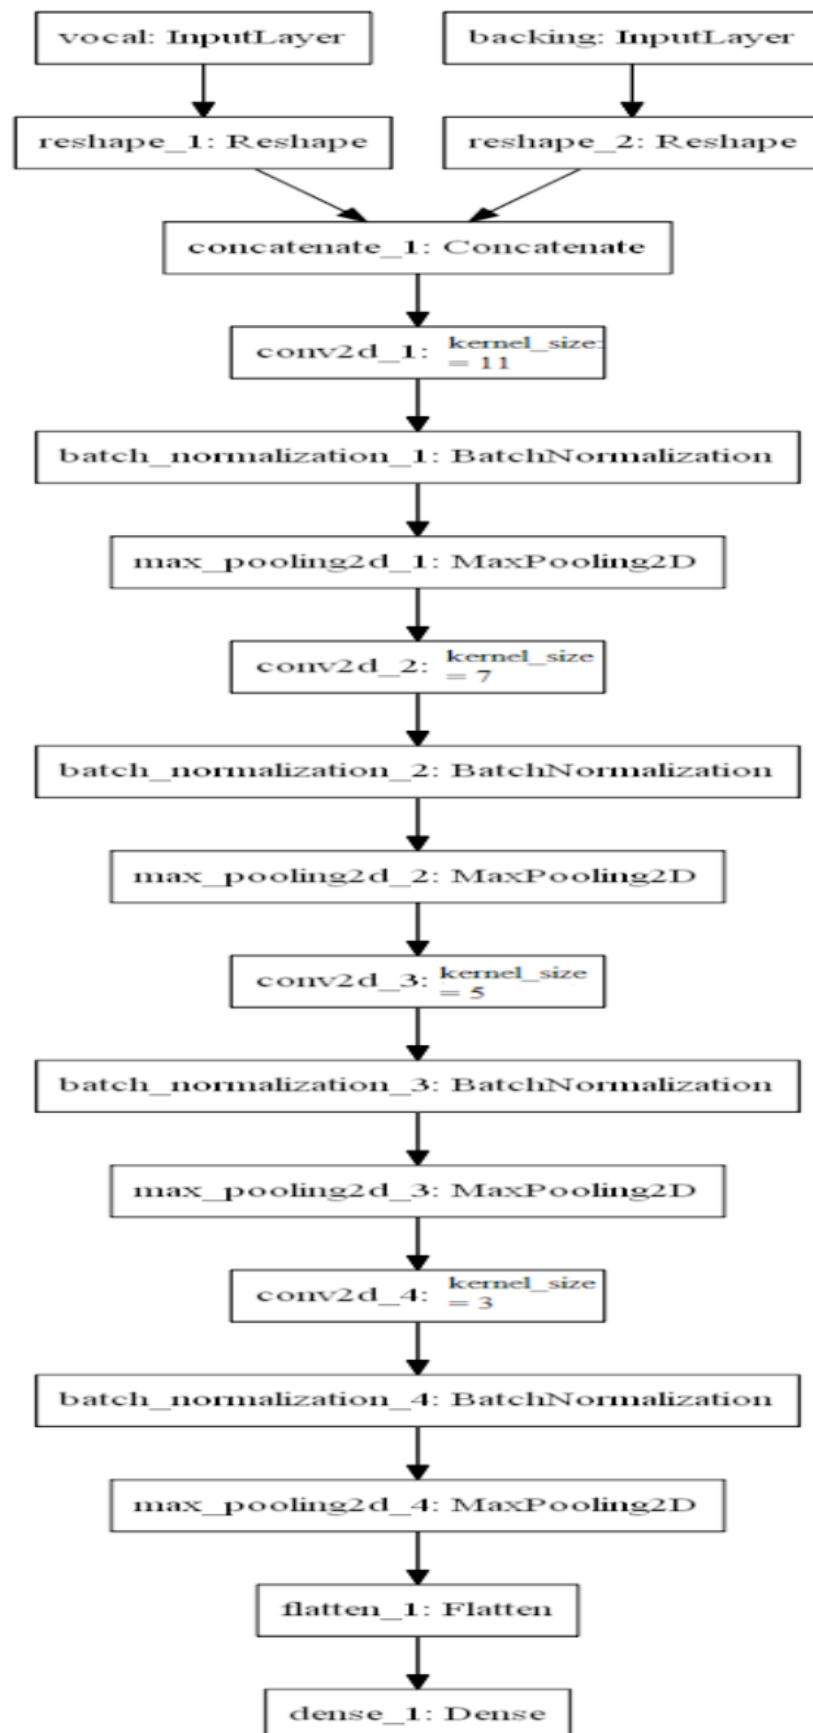 vocal: InputLayer
backing: InputLayer
reshape_1: Reshape
reshape_2: Reshape
concatenate_1: Concatenate
conv2d_1: kernel_size:
= 11
batch_normalization_1: BatchNormalization
max_pooling2d_1: MaxPooling2D
conv2d_2: kernel_size
= 7
batch_normalization_2: BatchNormalization
max_pooling2d_2: MaxPooling2D
conv2d_3: kernel_size
= 5
batch_normalization_3: BatchNormalization
max_pooling2d_3: MaxPooling2D
conv2d_4: kernel_size
= 3
batch_normalization_4: BatchNormalization
max_pooling2d_4: MaxPooling2D
flatten_1: Flatten
dense_1: Dense